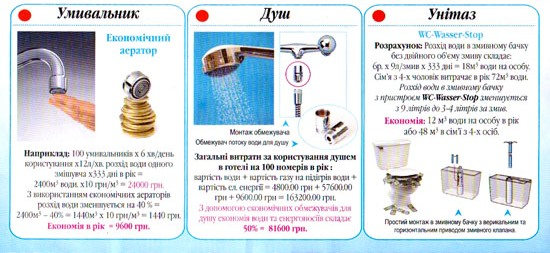 Умивальник
Економічний
аератор
Наприклад: 100 умивальників х 6 хв/день
користування х12л/хв. розхід води одного
змішувача х333 дні в рік =
2400м³ води. х10 грн/м³ = 24000 грн.
З використанням економічних аераторів
розхід води зменшується на 40 % =
2400м³ – 40% = 1440м³ х 10 грн/м³ = 1440 грн.
Економія в рік = 9600 грн.
Душ
Монтаж обмежувача
Обмежувач потоку води для душу
Загальні витрати за користування душем
в готелі на 100 номерів в рік :
вартість води + вартість газу на підігрів води +
вартість ел. енергії = 4800.00 грн + 57600.00
грн + 9600.00 грн = 163200.00 грн.
З допомогою економічних обмежувачів для
душу економія води та енергоносіїв складає
50% = 81600 грн.
Унітаз
WC-Wasser-Stop
Розрахунок: Розхід води в змивному бачку
без двійного об'єму змиву складає:
6р. х 9л/змив х 333 дні = 18м³ води на особу.
Сім'я з 4-х чоловік витрачає в рік 72м³ води.
Розхід води в змивному бачку
з пристроєм WC-Wasser-Stop зменшується
з 9 літрів до 3-4 літрів за змив.
Економія: 12 м³ води на особу в рік
або 48 м³ в сім'ї з 4-х осіб.
Простий монтаж в змивному бачку з верикальним та
горизонтальним приводом змивного клапана.